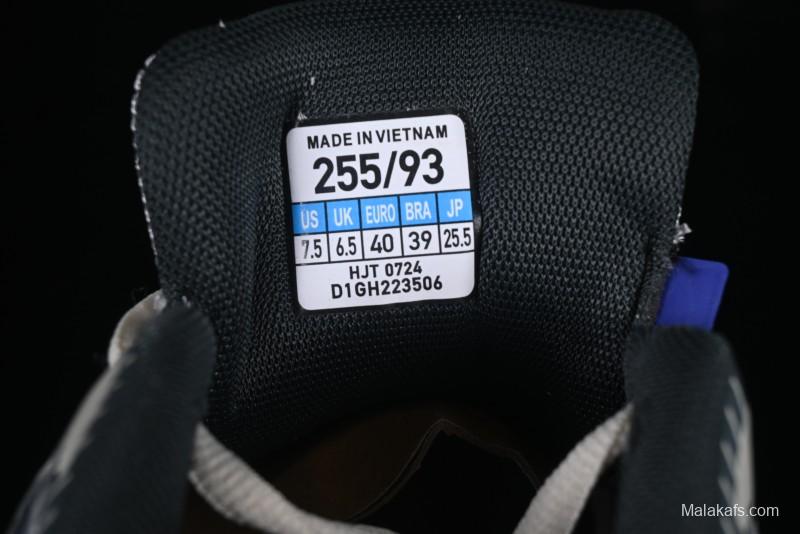 MADE IN VIETNAM
255/93
US UK EURO BRA JP
7.5 6.5 40 39 25.5
HJT 0724
D1GH223506
Malakafs.com